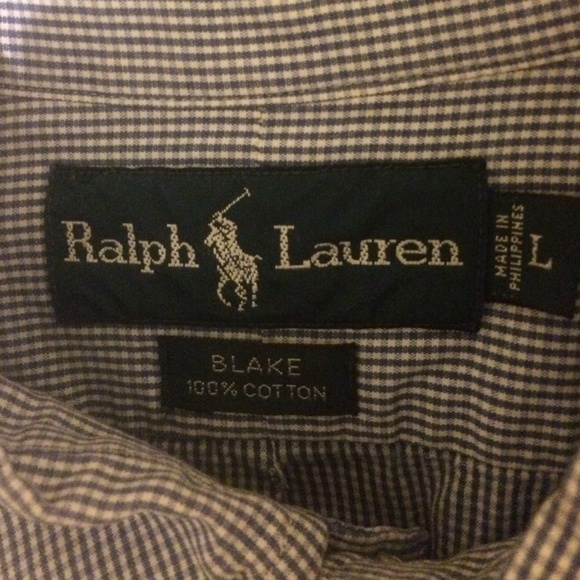 Ralph Lauren
MADE IN
PHILIPPINES
L
BLAKE
100% COTTON